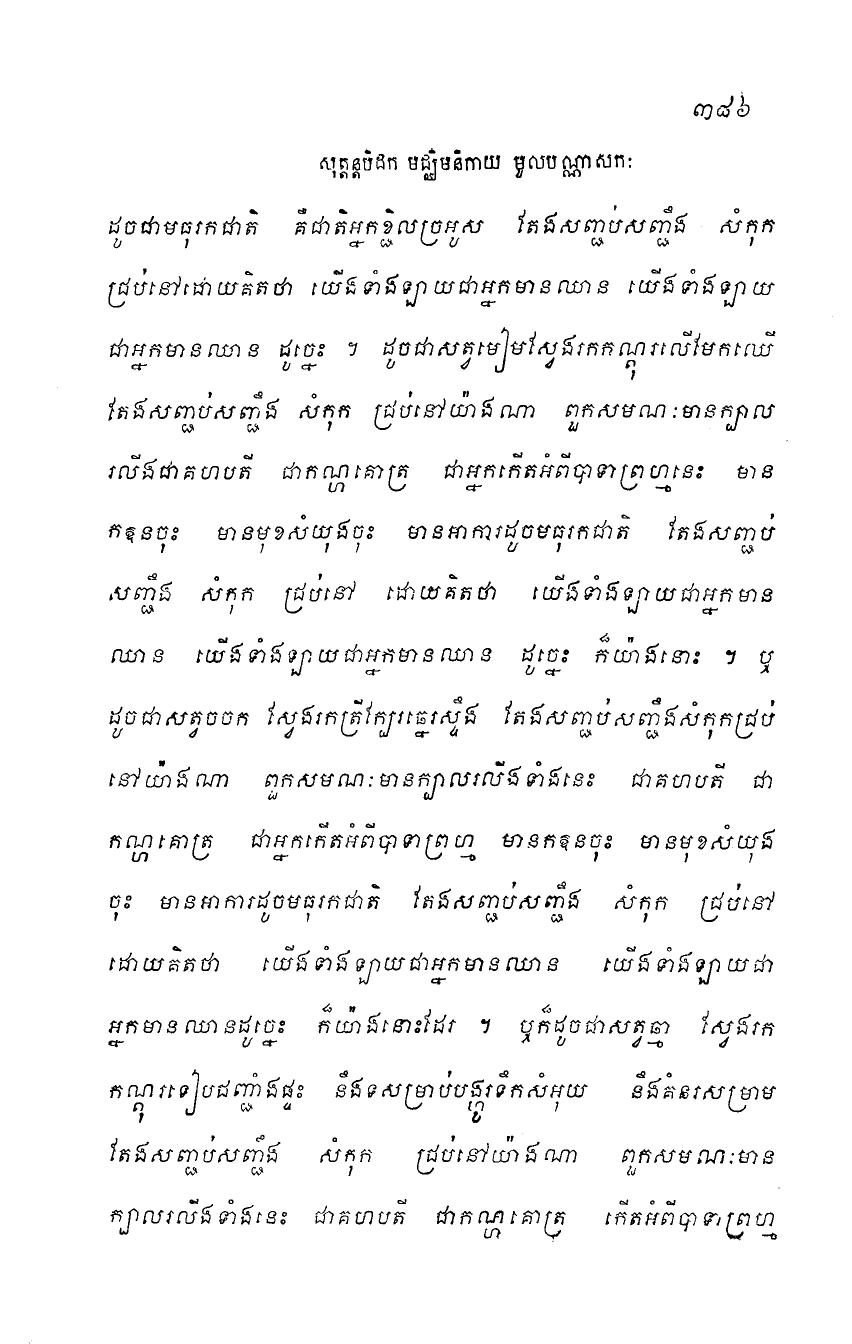 ៣៨៦
សុត្តន្តបិដក មជ្ឈិមនិកាយ មូលបណ្ណាសកៈ
ដូចជាមធុរកជាតិ គឺជាតិអ្នកខ្ជិលច្រអូស តែងសញ្ជប់សញ្ជឹង សំកុក
ជ្រប់នៅដោយគិតថា យើងទាំងឡាយជាអ្នកមានឈាន យើងទាំងឡាយ
ជាអ្នកមានឈាន ដូច្នេះ ។ ដូចជាសត្វមៀមស្វែងរកកណ្តុរលើមែកឈើ
តែងសញ្ជប់សញ្ជឹង សំកុក ជ្រប់នៅយ៉ាងណា ពួកសមណៈមានក្បាល
រលីងជាគហបតី ជាកណ្ហគោត្រ ជាអ្នកកើតអំពីបាទាព្រហ្មនេះ មាន
កឱនចុះ មានមុខសំយុងចុះ មានអាការដូចមធុរកជាតិ តែងសញ្ជប់
សញ្ជឹង សំកុក ជ្រប់នៅ ដោយគិតថា យើងទាំងឡាយជាអ្នកមាន
ឈាន យើងទាំងឡាយជាអ្នកមានឈាន ដូច្នេះ ក៏យ៉ាងនោះ ។ ឬ
ដូចជាសត្វចចក ស្វែងរកត្រីក្បែរឆ្នេរស្ទឹង តែងសញ្ជប់សញ្ជឹងសំកុកជ្រប់
នៅយ៉ាងណា ពួកសមណៈមានក្បាលរលីងទាំងនេះ ជាគហបតី ជា
កណ្ហគោត្រ ជាអ្នកកើតអំពីបាទាព្រហ្ម មានកឱនចុះ មានមុខសំយុង
ចុះ មានអាការដូចមធុរកជាតិ តែងសញ្ជប់សញ្ជឹង សំកុក ជ្រប់នៅ
ដោយគិតថា យើងទាំងឡាយជាអ្នកមានឈាន យើងទាំងឡាយជា
អ្នកមានឈានដូច្នេះ ក៏យ៉ាងនោះដែរ ។ ឬក៏ដូចជាសត្វឆ្មា ស្វែងរក
កណ្តុរទៀបជញ្ជាំងផ្ទះ នឹងទសម្រាប់បង្ហូរទឹកសំអុយ នឹងគំនរសម្រាម
តែងសញ្ជប់សញ្ជឹង សំកុក ជ្រប់នៅយ៉ាងណា ពួកសមណៈមាន
ក្បាលរលីងទាំងនេះ ជាគហបតី ជាកណ្ហគោត្រ កើតអំពីបាទាព្រហ្ម